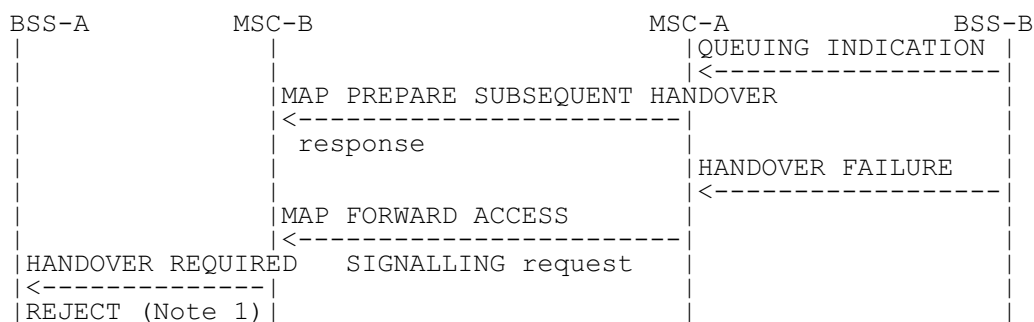 BSS-A MSC-B MSC-A BSS-B
QUEUING INDICATION
MAP PREPARE SUBSEQUENT HANDOVER
response
HANDOVER FAILURE
MAP FORWARD ACCESS
HANDOVER REQUIRED SIGNALLING request
REJECT (Note 1)